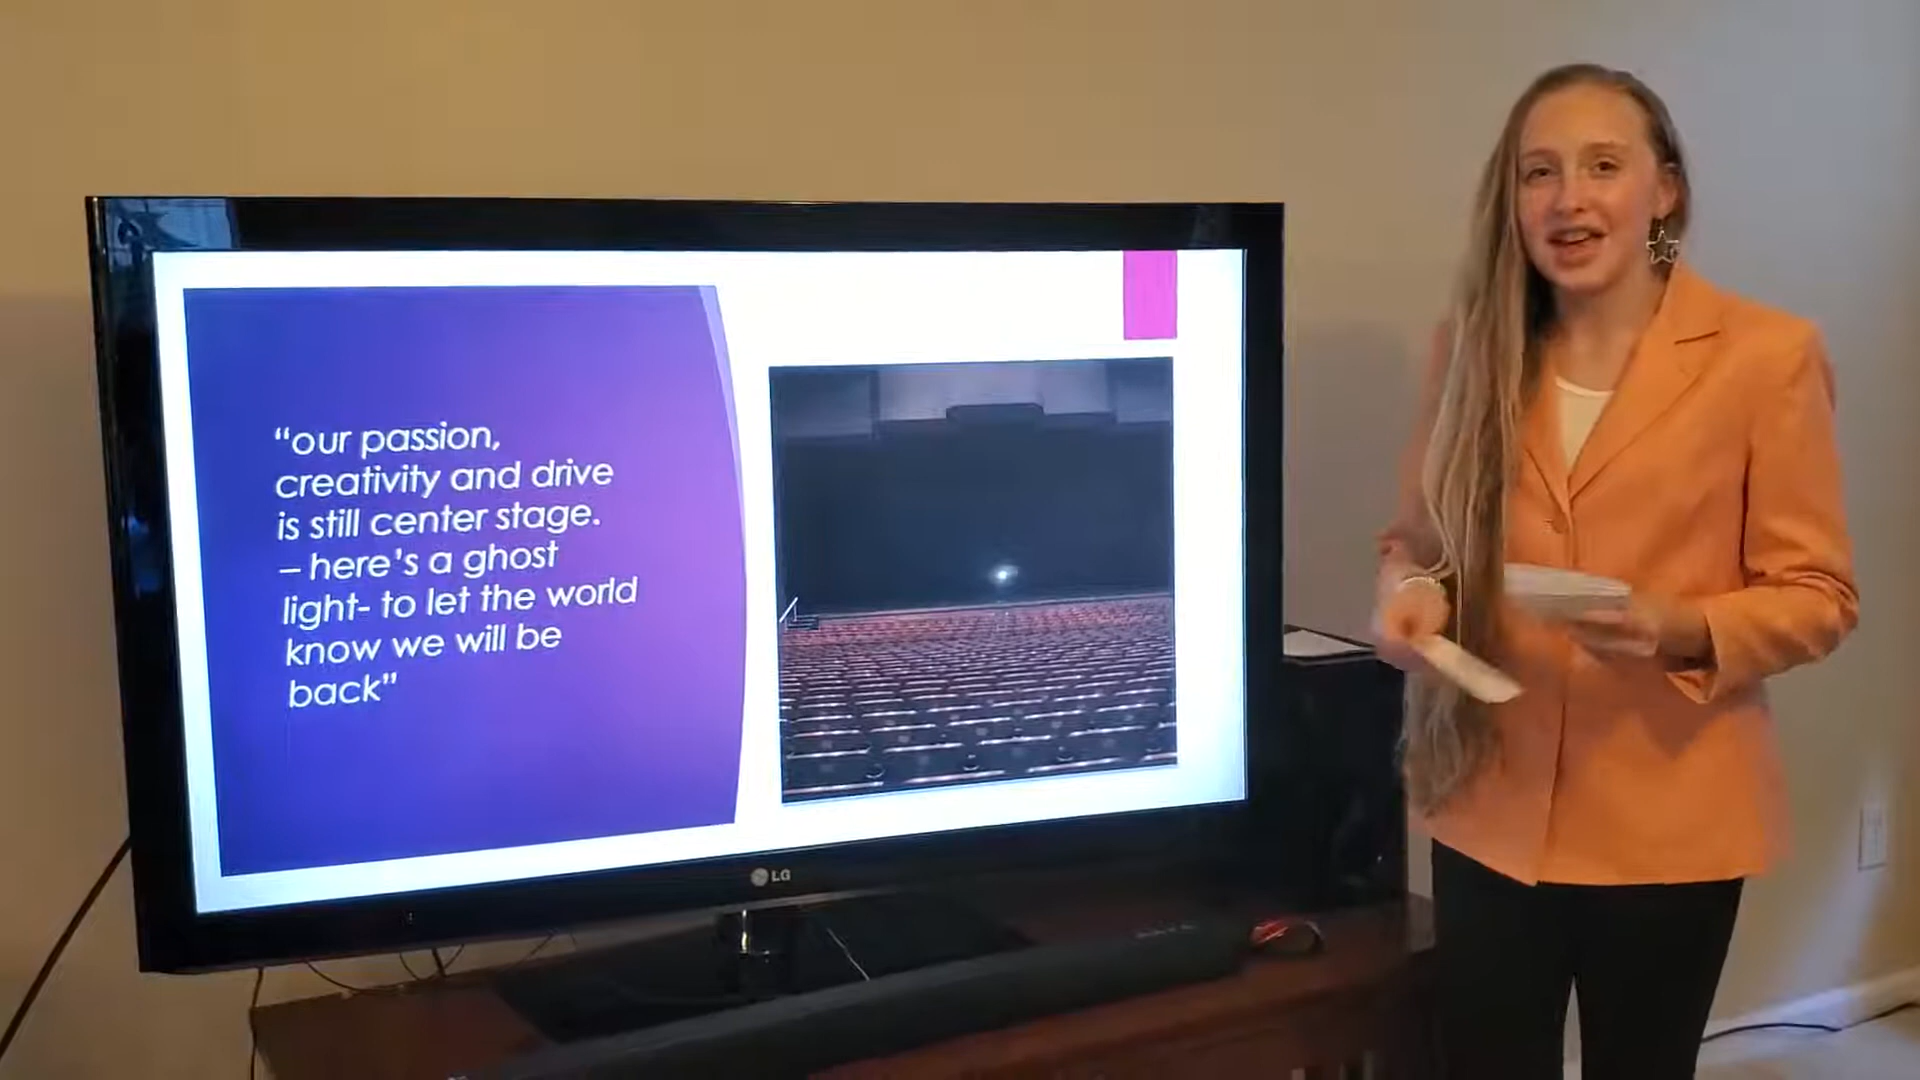 “our passion,
creativity and drive
is still center stage.
– here’s a ghost
light- to let the world
know we will be
back”
LG